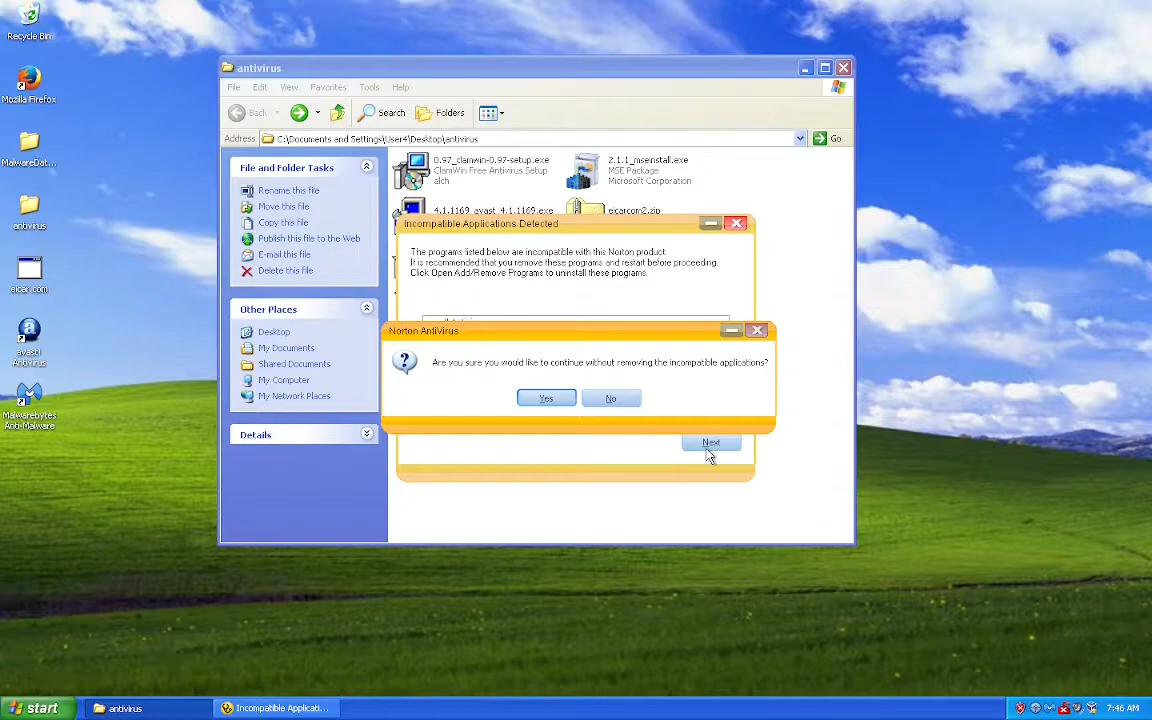 Recycle Bin
Mozilla Firefox
MalwareDat...
antivirus
eicar.com
avast!
Antivirus
Malwarebytes
Anti-Malware
antivirus
File Edit View Favorites Tools Help
Back Search Folders
Address C:\Documents and Settings\User4\Desktop\antivirus Go
File and Folder Tasks
Rename this file
Move this file
Copy this file
Publish this file to the Web
E-mail this file
Delete this file
Other Places
Desktop
My Documents
Shared Documents
My Computer
My Network Places
Details
0.97_clamwin-0.97-setup.exe
ClamWin Free Antivirus Setup
alch
2.1.1_mseinstall.exe
MSE Package
Microsoft Corporation
4.1.1169_avast_4.1.1169.exe
eicarcom2.zip
Incompatible Applications Detected
The programs listed below are incompatible with this Norton product.
It is recommended that you remove these programs and restart before proceeding.
Click Open Add/Remove Programs to uninstall these programs.
Norton AntiVirus
Are you sure you would like to continue without removing the incompatible applications?
Yes No
Next
start antivirus Incompatible Applicati... 7:46 AM